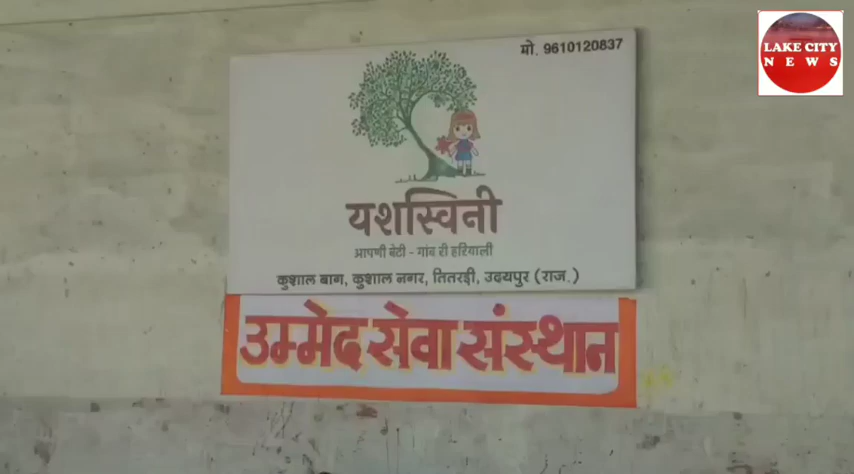 मो. 9610120837
LAKE CITY
NEWS
यशस्विनी
आपणी बेटी - गांव री हरियाली
कुशाल बाग, कुशाल नगर, तितरड़ी, उदयपुर (राज.)
उम्मेद सेवा संस्थान